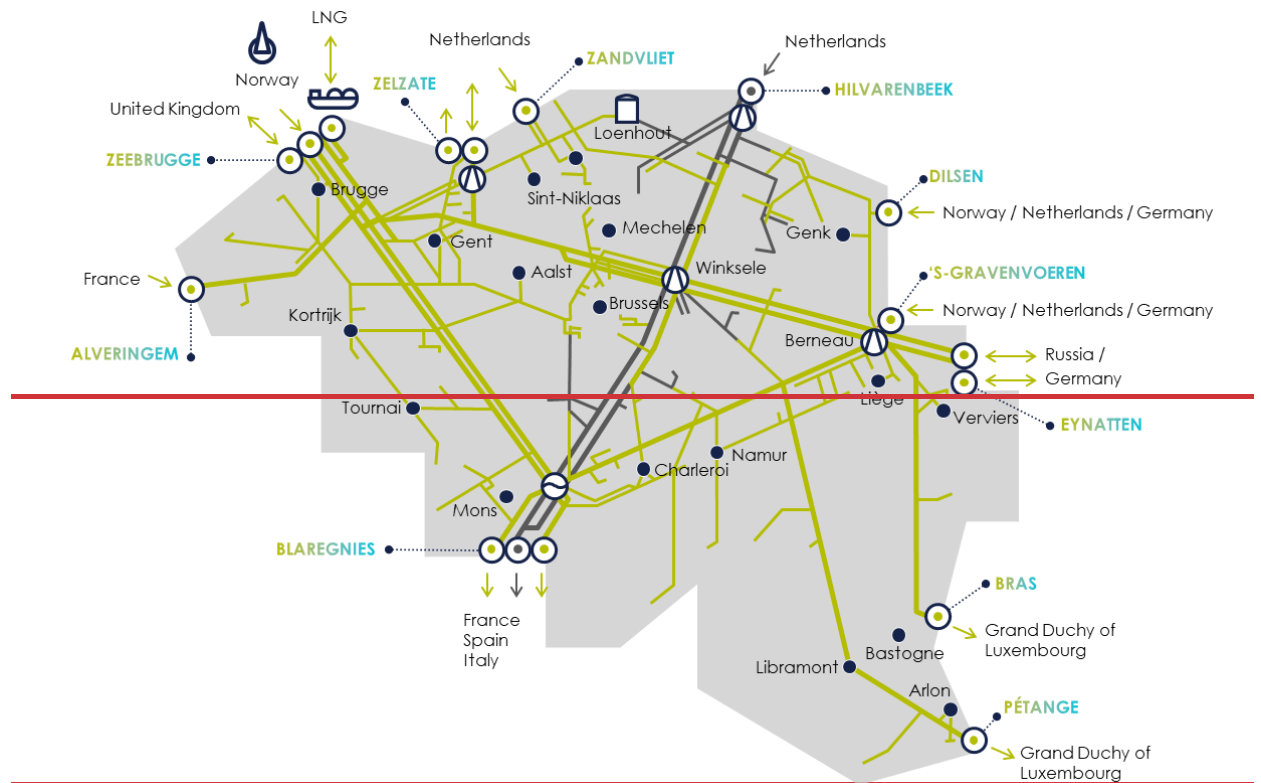 LNG
Netherlands
Netherlands
ZANDVLIET
Norway
ZELZATE
HILVARENBEEK
United Kingdom
Loenhout
ZEEBRUGGE
DILSEN
Brugge
Sint-Niklaas
Norway / Netherlands / Germany
Mechelen
Genk
Gent
Winksele
Aalst
'S-GRAVENVOEREN
France
Brussels
Norway / Netherlands / Germany
Kortrijk
Berneau
ALVERINGEM
Russia /
Germany
Liège
Tournai
Verviers
EYNATTEN
Namur
Charleroi
Mons
BLAREGNIES
BRAS
France
Spain
Italy
Grand Duchy of
Luxembourg
Bastogne
Libramont
Arlon
PÉTANGE
Grand Duchy of
Luxembourg